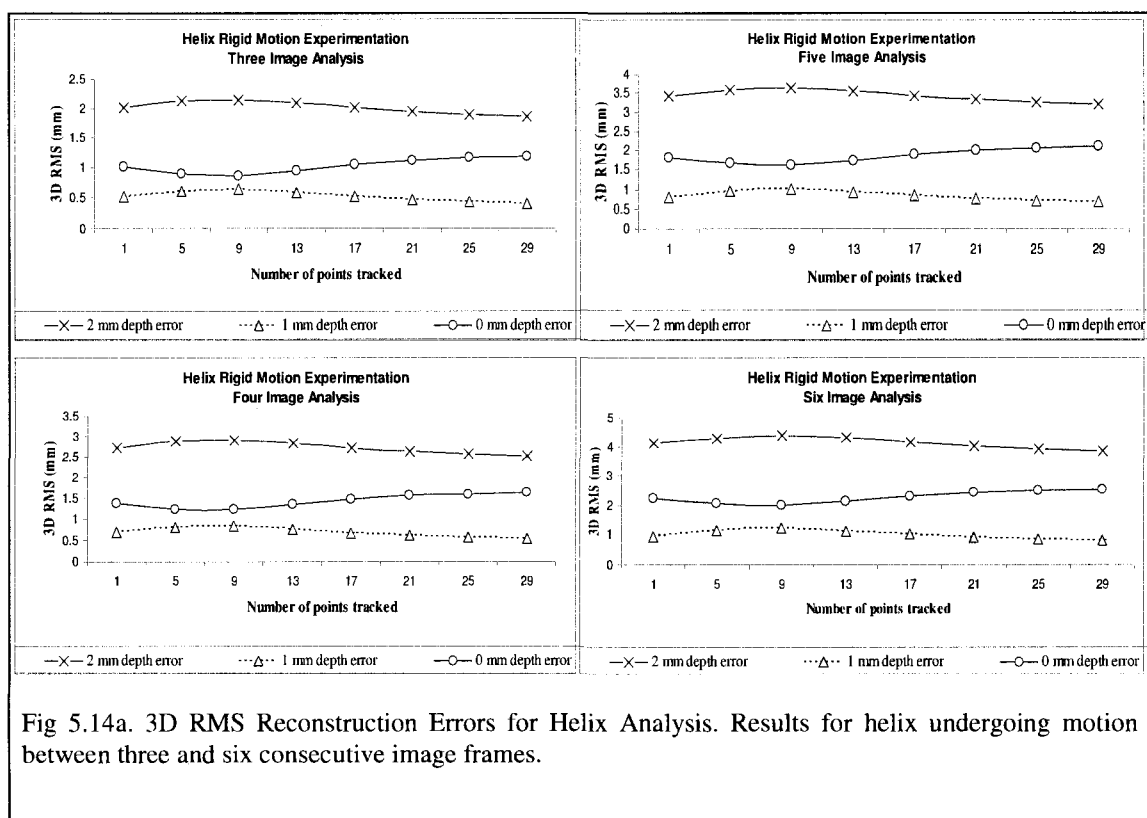 Helix Rigid Motion Experimentation
Three Image Analysis
3D RMS (mm)
2.5
2
1.5
1
0.5
0
1 5 9 13 17 21 25 29
Number of points tracked
2 mm depth error 1 mm depth error 0 mm depth error
Helix Rigid Motion Experimentation
Five Image Analysis
3D RMS (mm)
4
3.5
3
2.5
2
1.5
1
0.5
0
1 5 9 13 17 21 25 29
Number of points tracked
2 mm depth error 1 mm depth error 0 mm depth error
Helix Rigid Motion Experimentation
Four Image Analysis
3D RMS (mm)
3.5
3
2.5
2
1.5
1
0.5
0
1 5 9 13 17 21 25 29
Number of points tracked
2 mm depth error 1 mm depth error 0 mm depth error
Helix Rigid Motion Experimentation
Six Image Analysis
3D RMS (mm)
5
4
3
2
1
0
1 5 9 13 17 21 25 29
Number of points tracked
2 mm depth error 1 mm depth error 0 mm depth error
Fig 5.14a. 3D RMS Reconstruction Errors for Helix Analysis. Results for helix undergoing motion
between three and six consecutive image frames.